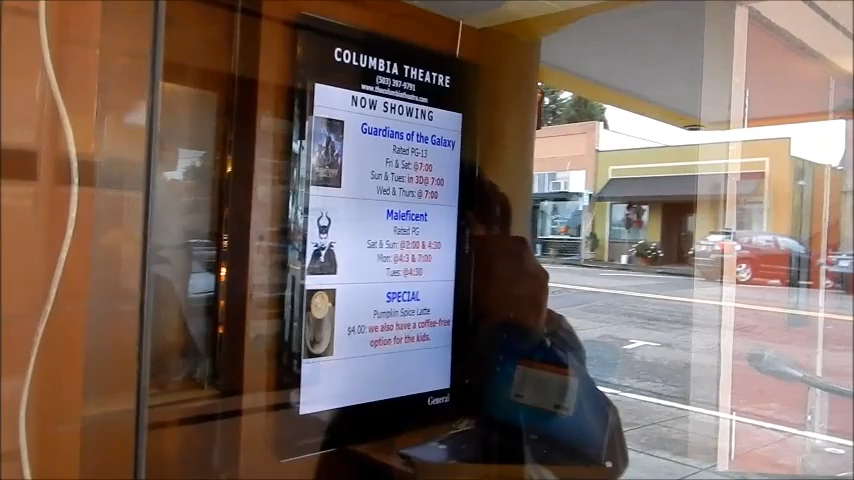 COLUMBIA THEATRE
(503) 397-9791
www.thecolumbiatheatre.com
NOW SHOWING
Guardians of the Galaxy
Rated PG-13
Fri & Sat: @7:00
Sun & Tues: in 3D@ 7:00
Wed & Thurs: @ 7:00
Maleficent
Rated PG
Sat & Sun: @2:00 & 4:30
Mon: @4:3 & 7:00
Tues: @4:30
SPECIAL
Pumpkin Spice Latte
$4.00: we also have a coffee-free
option for the kids.
General